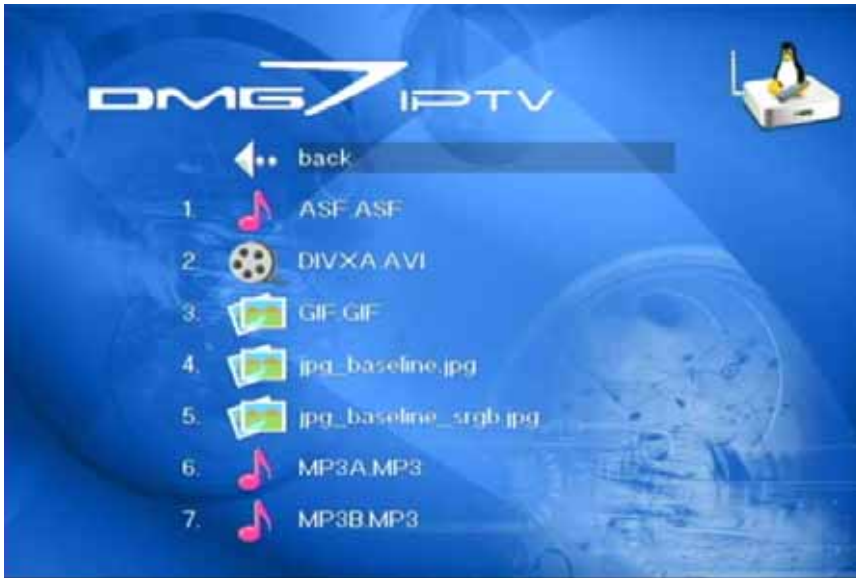 DMG7 IPTV
back
1. ASF.ASF
2. DIVXA.AVI
3. GIF.GIF
4. jpg_baseline.jpg
5. jpg_baseline_srgb.jpg
6. MP3A.MP3
7. MP3B.MP3